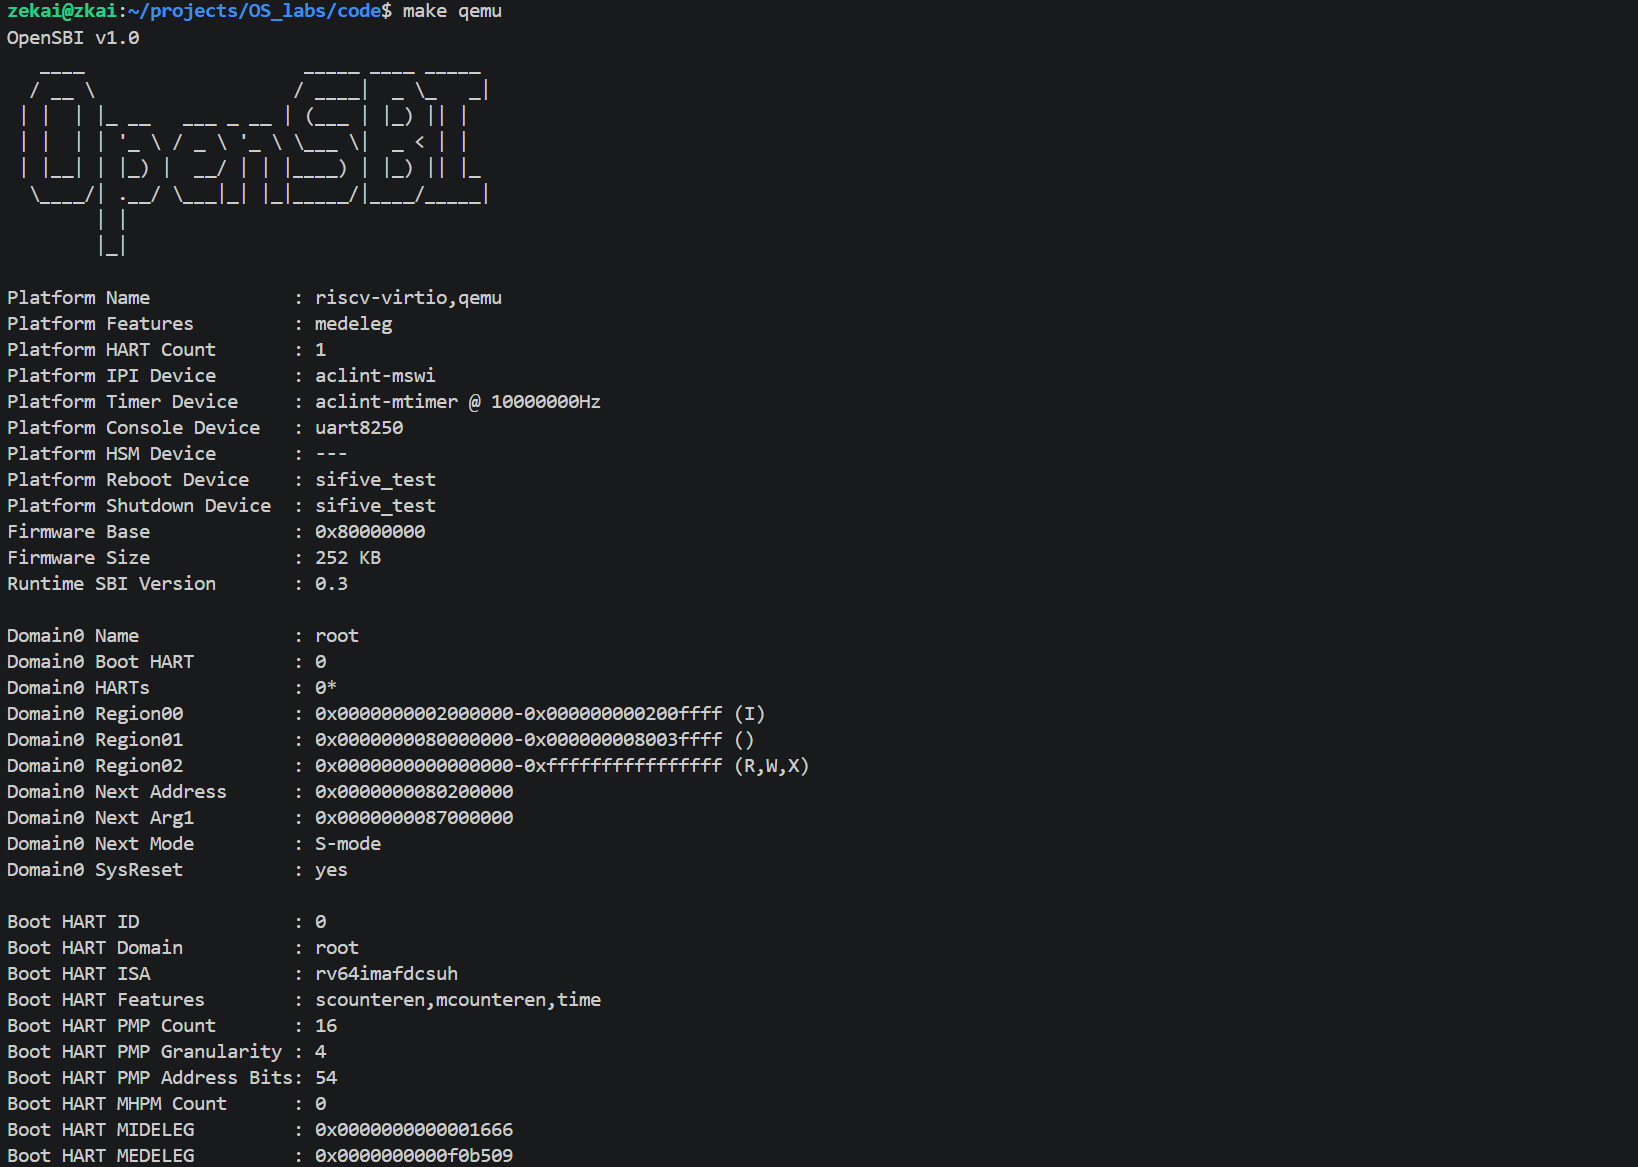 zekai@zkai:~/projects/OS_labs/code$ make qemu
OpenSBI v1.0
   ____                    _____ ____ _____
  / __ \                  / ____|  _ \_   _|
 | |  | |_ __   ___ _ __ | (___ | |_) || |
 | |  | | '_ \ / _ \ '_ \ \___ \|  _ < | |
 | |__| | |_) |  __/ | | |____) | |_) || |_
  \____/| .__/ \___|_| |_|_____/|____/_____|
        | |
        |_|

Platform Name             : riscv-virtio,qemu
Platform Features         : medeleg
Platform HART Count       : 1
Platform IPI Device       : aclint-mswi
Platform Timer Device     : aclint-mtimer @ 10000000Hz
Platform Console Device   : uart8250
Platform HSM Device       : ---
Platform Reboot Device    : sifive_test
Platform Shutdown Device  : sifive_test
Firmware Base             : 0x80000000
Firmware Size             : 252 KB
Runtime SBI Version       : 0.3

Domain0 Name              : root
Domain0 Boot HART         : 0
Domain0 HARTs             : 0*
Domain0 Region00          : 0x0000000002000000-0x000000000200ffff (I)
Domain0 Region01          : 0x0000000080000000-0x000000008003ffff ()
Domain0 Region02          : 0x0000000000000000-0xffffffffffffffff (R,W,X)
Domain0 Next Address      : 0x0000000080200000
Domain0 Next Arg1         : 0x0000000087000000
Domain0 Next Mode         : S-mode
Domain0 SysReset          : yes

Boot HART ID              : 0
Boot HART Domain          : root
Boot HART ISA             : rv64imafdcsuh
Boot HART Features        : scounteren,mcounteren,time
Boot HART PMP Count       : 16
Boot HART PMP Granularity : 4
Boot HART PMP Address Bits: 54
Boot HART MHPM Count      : 0
Boot HART MIDELEG         : 0x0000000000001666
Boot HART MEDELEG         : 0x0000000000f0b509